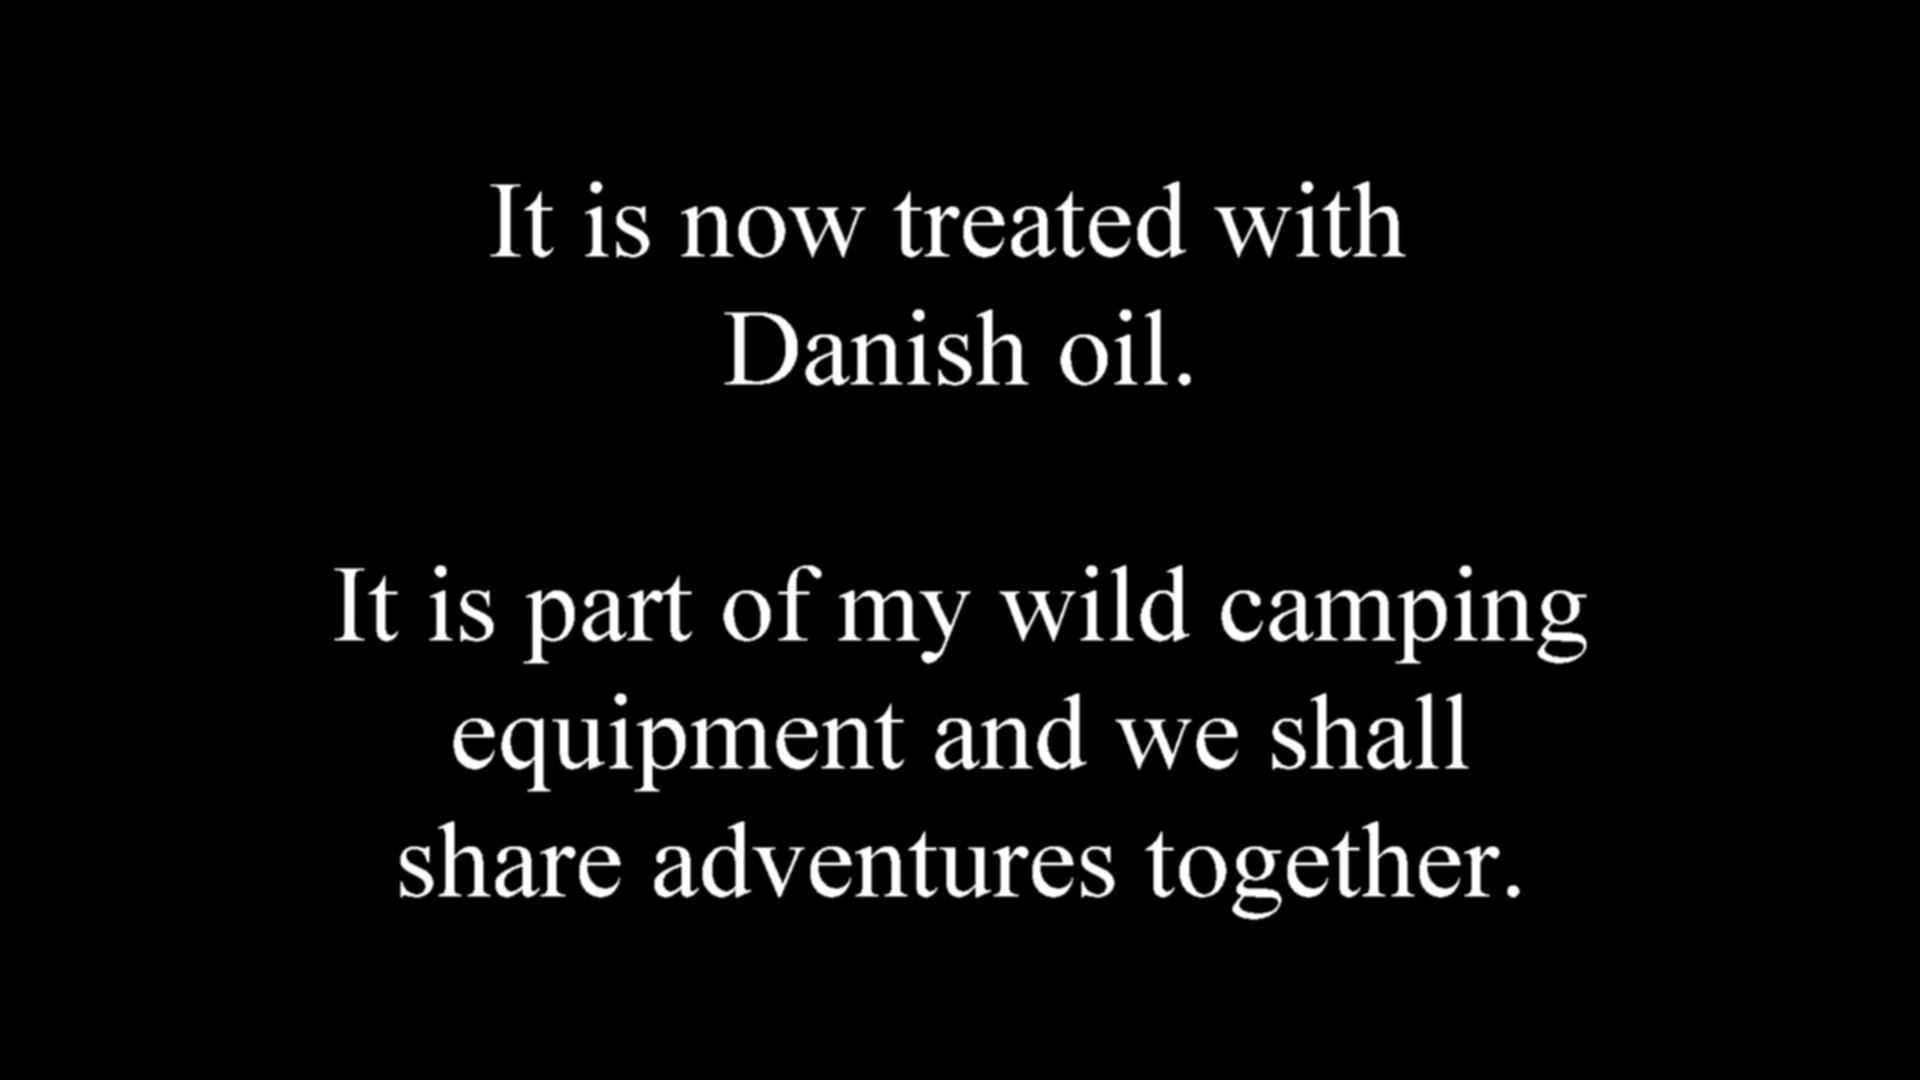 It is now treated with
Danish oil.
It is part of my wild camping
equipment and we shall
share adventures together.